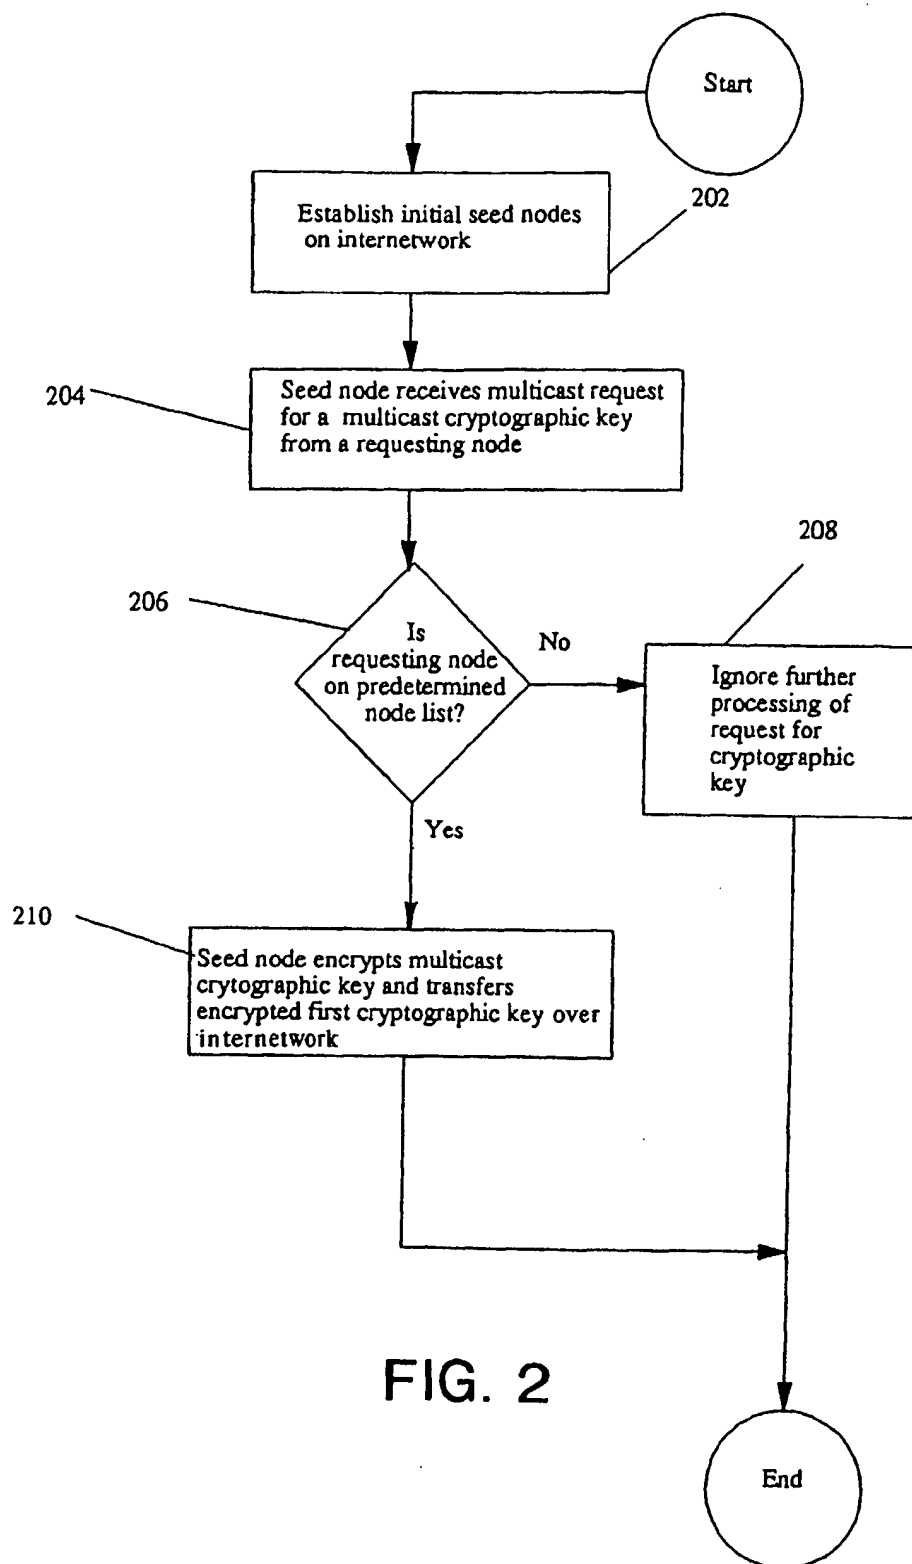 Start
Establish initial seed nodes
on internetwork
202
204
Seed node receives multicast request
for a multicast cryptographic key
from a requesting node
206
Is
requesting node
on predetermined
node list?
No
208
Ignore further
processing of
request for
cryptographic
key
Yes
210
Seed node encrypts multicast
crytographic key and transfers
encrypted first cryptographic key over
internetwork
FIG. 2
End